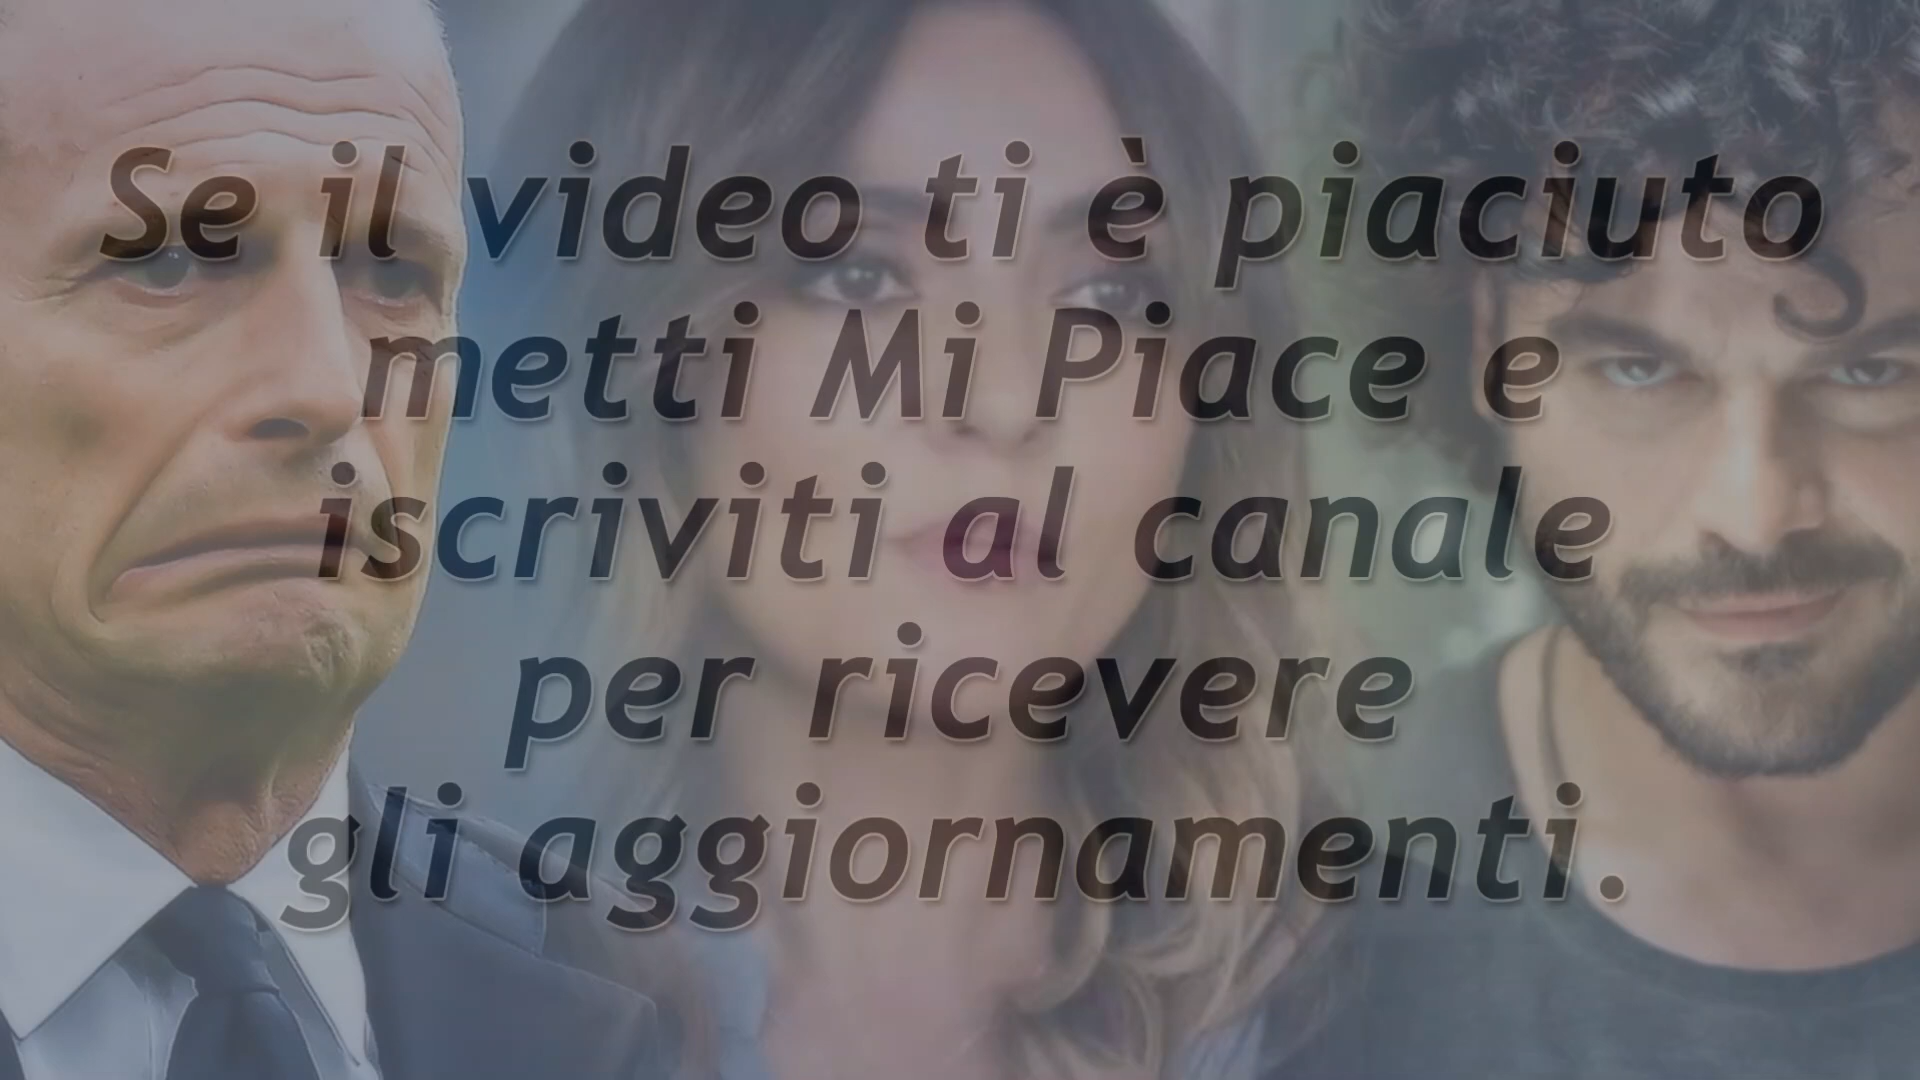 Se il video ti è piaciuto
metti Mi Piace e
iscriviti al canale
per ricevere
gli aggiornamenti.